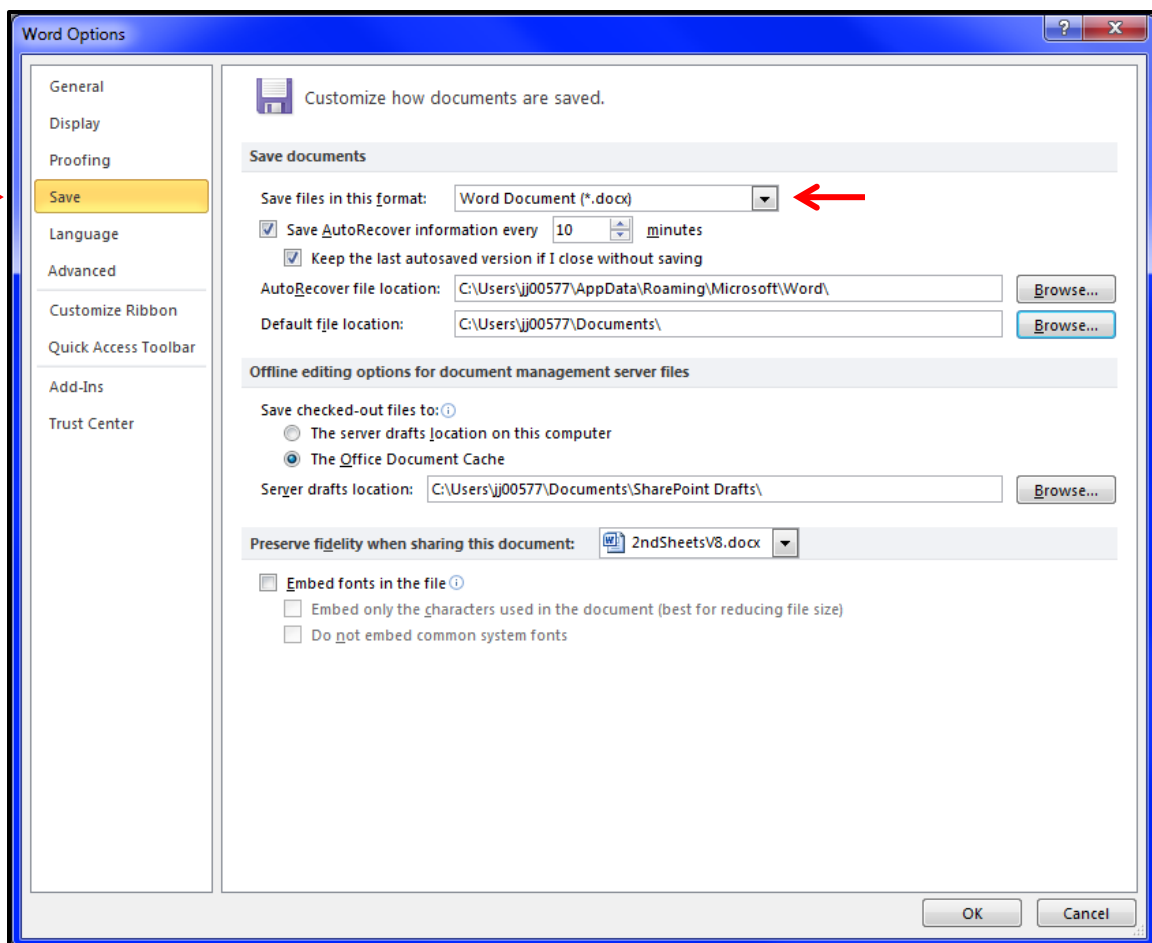 Word Options
General
Display
Proofing
Save
Language
Advanced
Customize Ribbon
Quick Access Toolbar
Add-Ins
Trust Center
Customize how documents are saved.
Save documents
Save files in this format: Word Document (*.docx)
Save AutoRecover information every 10 minutes
Keep the last autosaved version if I close without saving
AutoRecover file location: C:\Users\jj00577\AppData\Roaming\Microsoft\Word\ Browse...
Default file location: C:\Users\jj00577\Documents\ Browse...
Offline editing options for document management server files
Save checked-out files to:
The server drafts location on this computer
The Office Document Cache
Server drafts location: C:\Users\jj00577\Documents\SharePoint Drafts\ Browse...
Preserve fidelity when sharing this document: 2ndSheetsV8.docx
Embed fonts in the file
Embed only the characters used in the document (best for reducing file size)
Do not embed common system fonts
OK Cancel